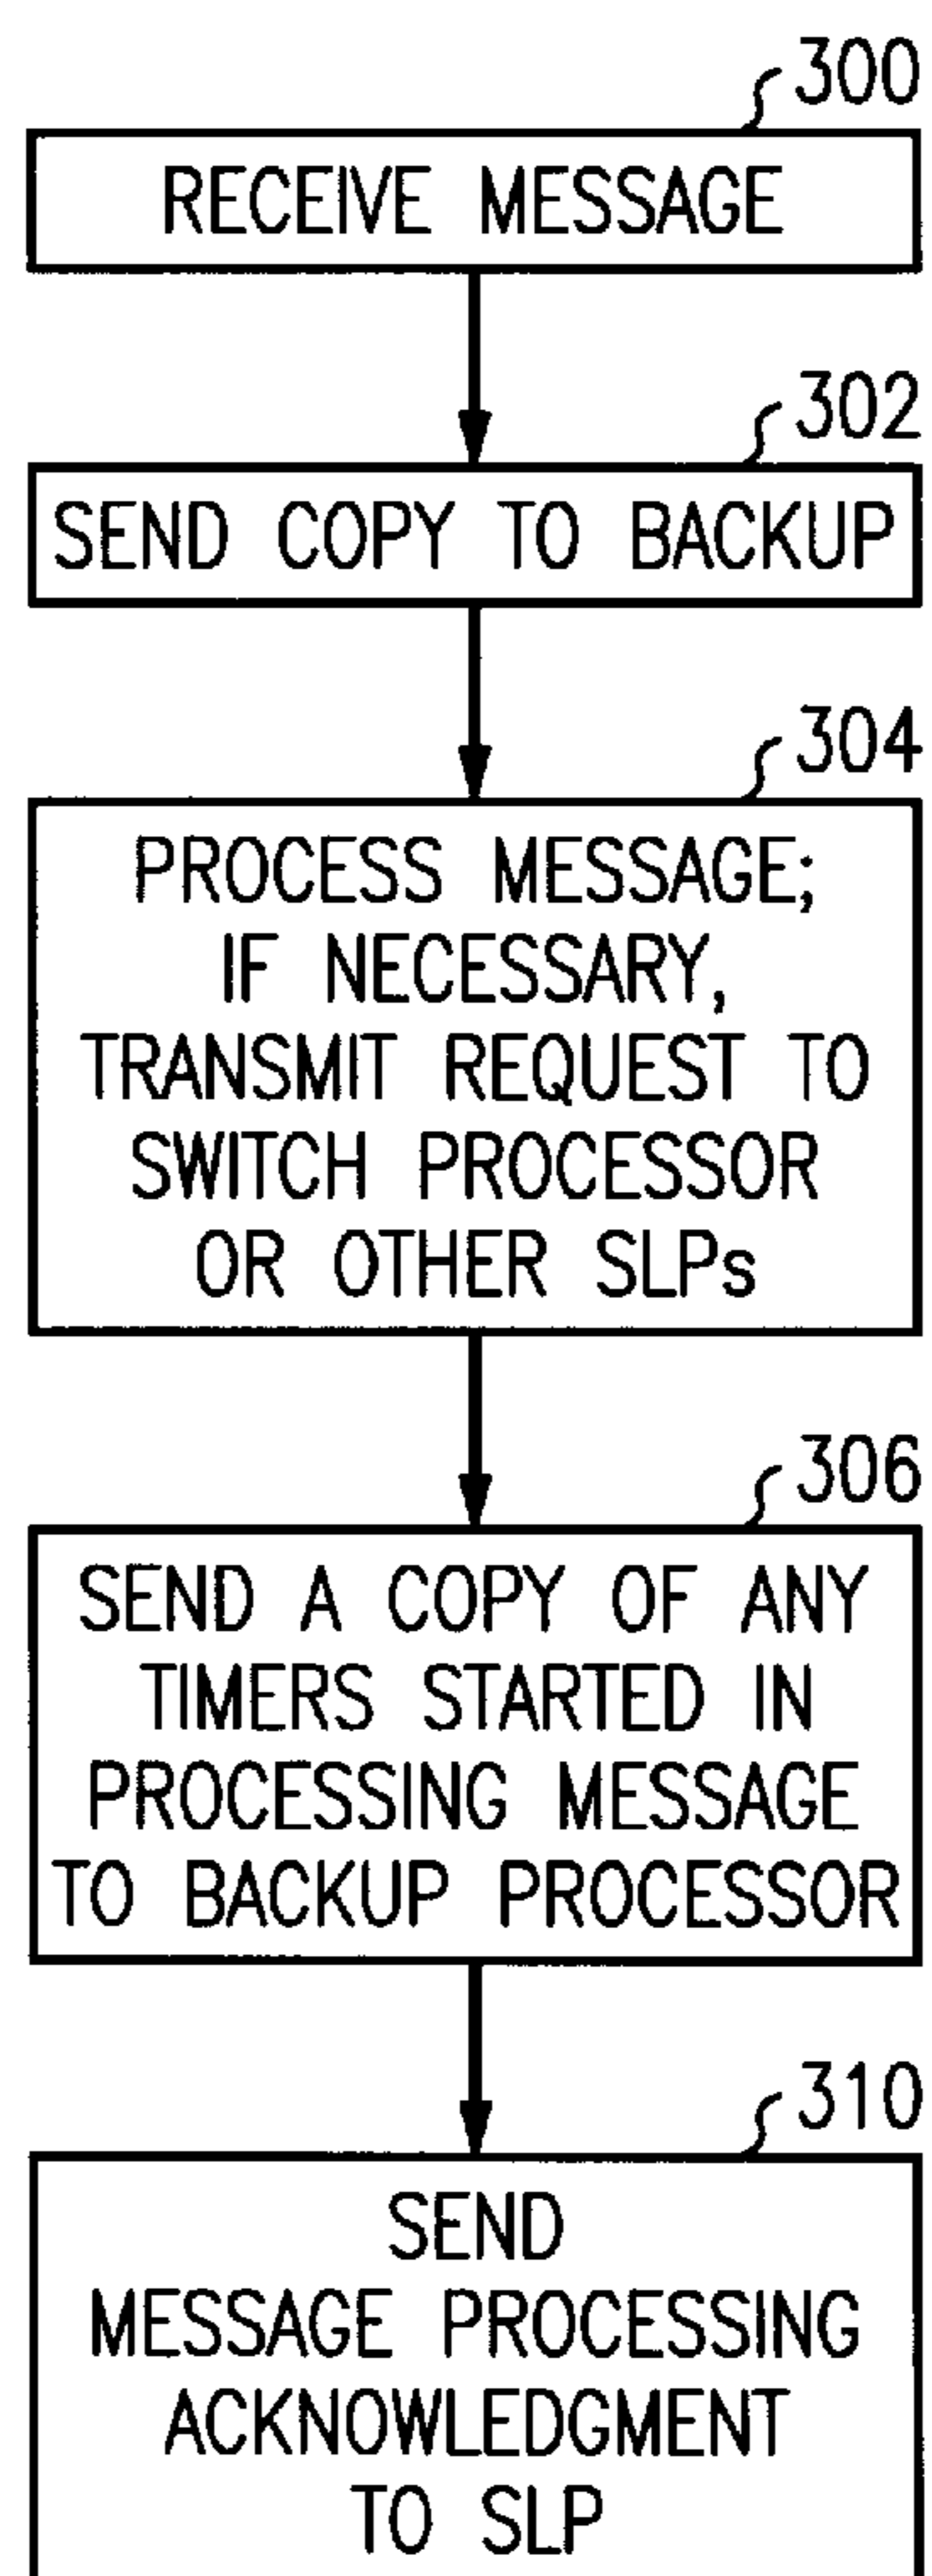 300
RECEIVE MESSAGE
302
SEND COPY TO BACKUP
304
PROCESS MESSAGE;
IF NECESSARY,
TRANSMIT REQUEST TO
SWITCH PROCESSOR
OR OTHER SLPs
306
SEND A COPY OF ANY
TIMERS STARTED IN
PROCESSING MESSAGE
TO BACKUP PROCESSOR
310
SEND
MESSAGE PROCESSING
ACKNOWLEDGMENT
TO SLP